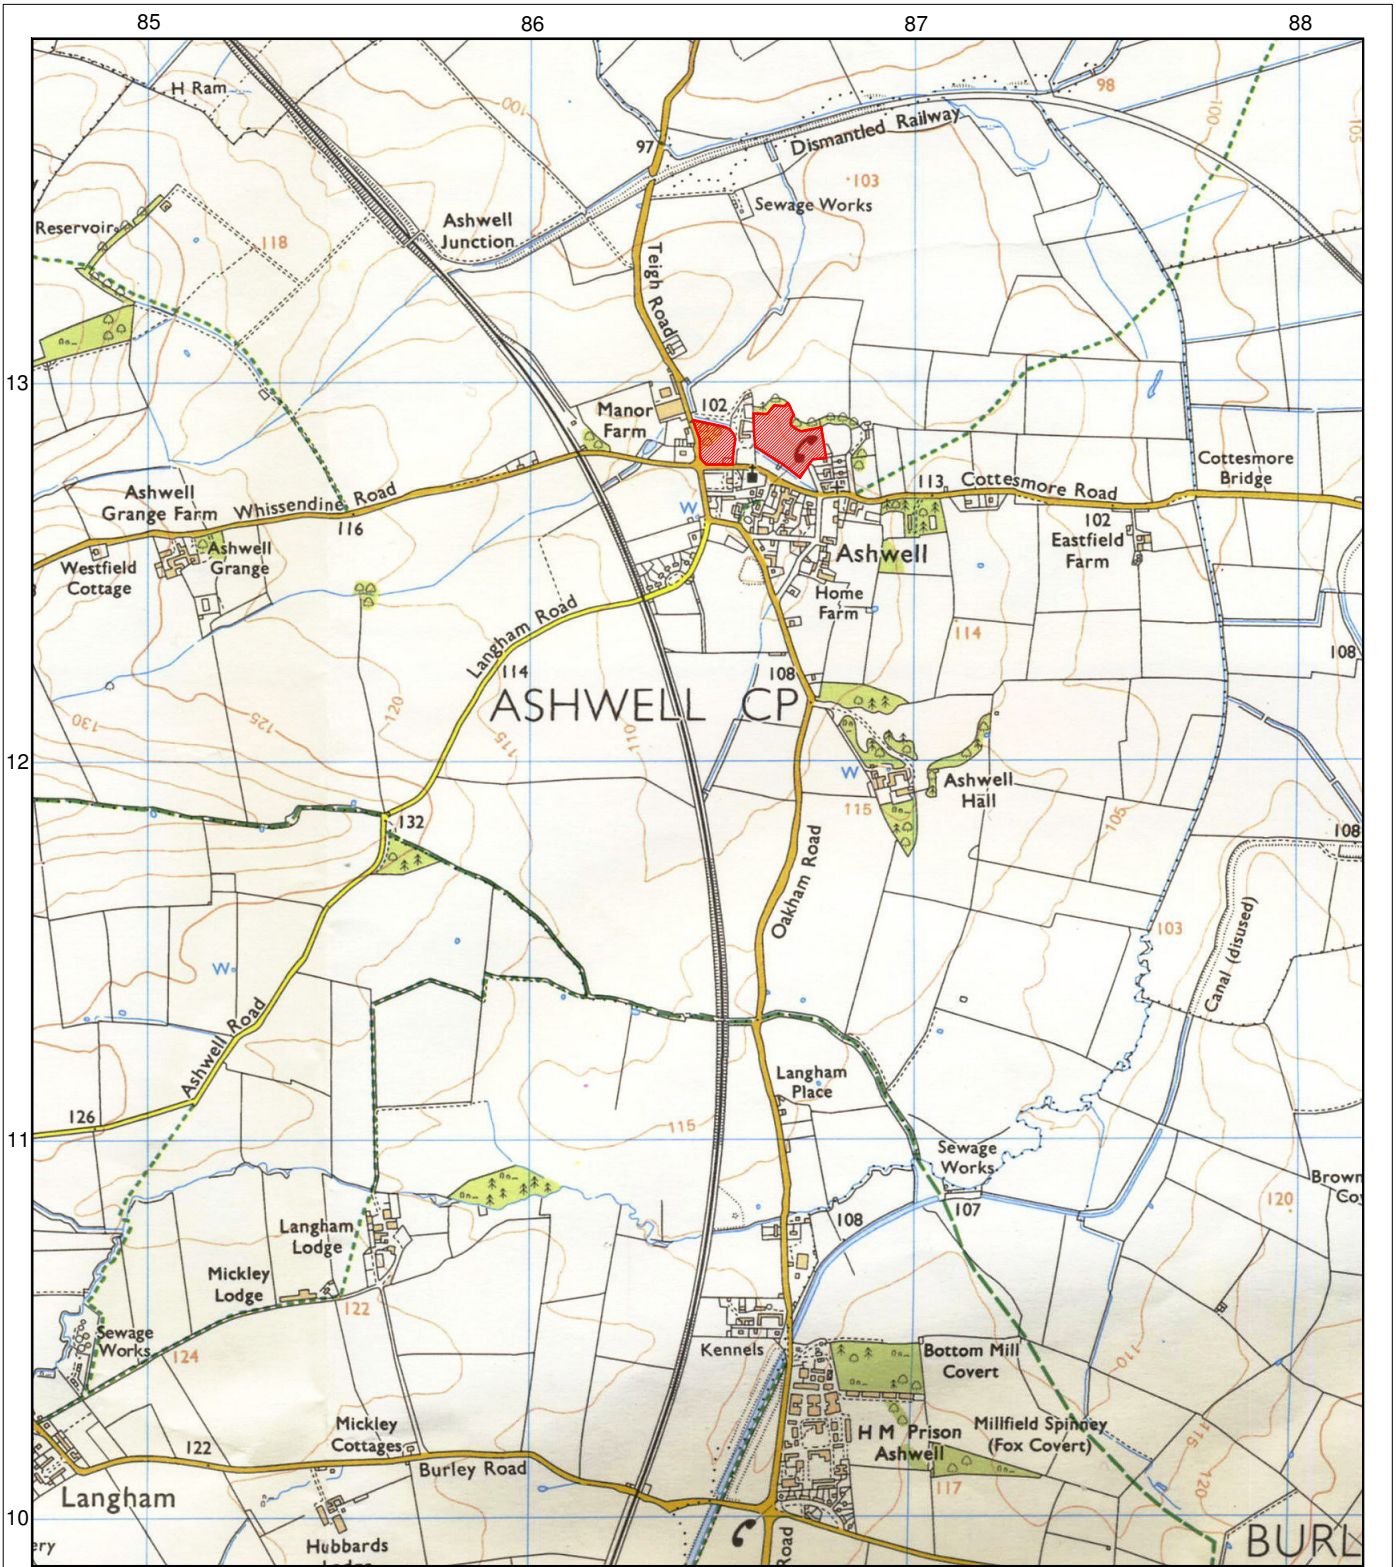 85
86
87
88
H Ram
98
100
100
105
97
Dismantled Railway
103
Sewage Works
Ashwell
Junction
Reservoir
118
Teigh Road
13
102
Manor
Farm
Cottesmore
Bridge
113
Cottesmore Road
Ashwell
Grange Farm
Whissendine Road
116
W
102
Eastfield
Farm
Ashwell
Grange
Ashwell
Westfield
Cottage
Home
Farm
Langham Road
114
114
108
108
ASHWELL CP
130
125
120
115
110
12
W
Ashwell
Hall
115
105
132
108
Oakham Road
103
Canal (disused)
W
Ashwell Road
Langham
Place
126
115
11
Sewage
Works
107
108
120
Brown
Co
Langham
Lodge
Mickley
Lodge
122
Sewage
Works
124
Kennels
Bottom Mill
Covert
110
Mickley
Cottages
H M Prison
Ashwell
Millfield Spinney
(Fox Covert)
115
122
Burley Road
117
120
Langham
10
Road
BURL
ery
Hubbards